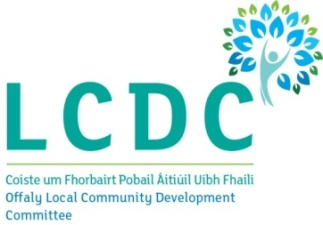 LCDC
Coiste um Fhorbairt Pobail Áitiúil Uíbh Fhailí
Offaly Local Community Development
Committee